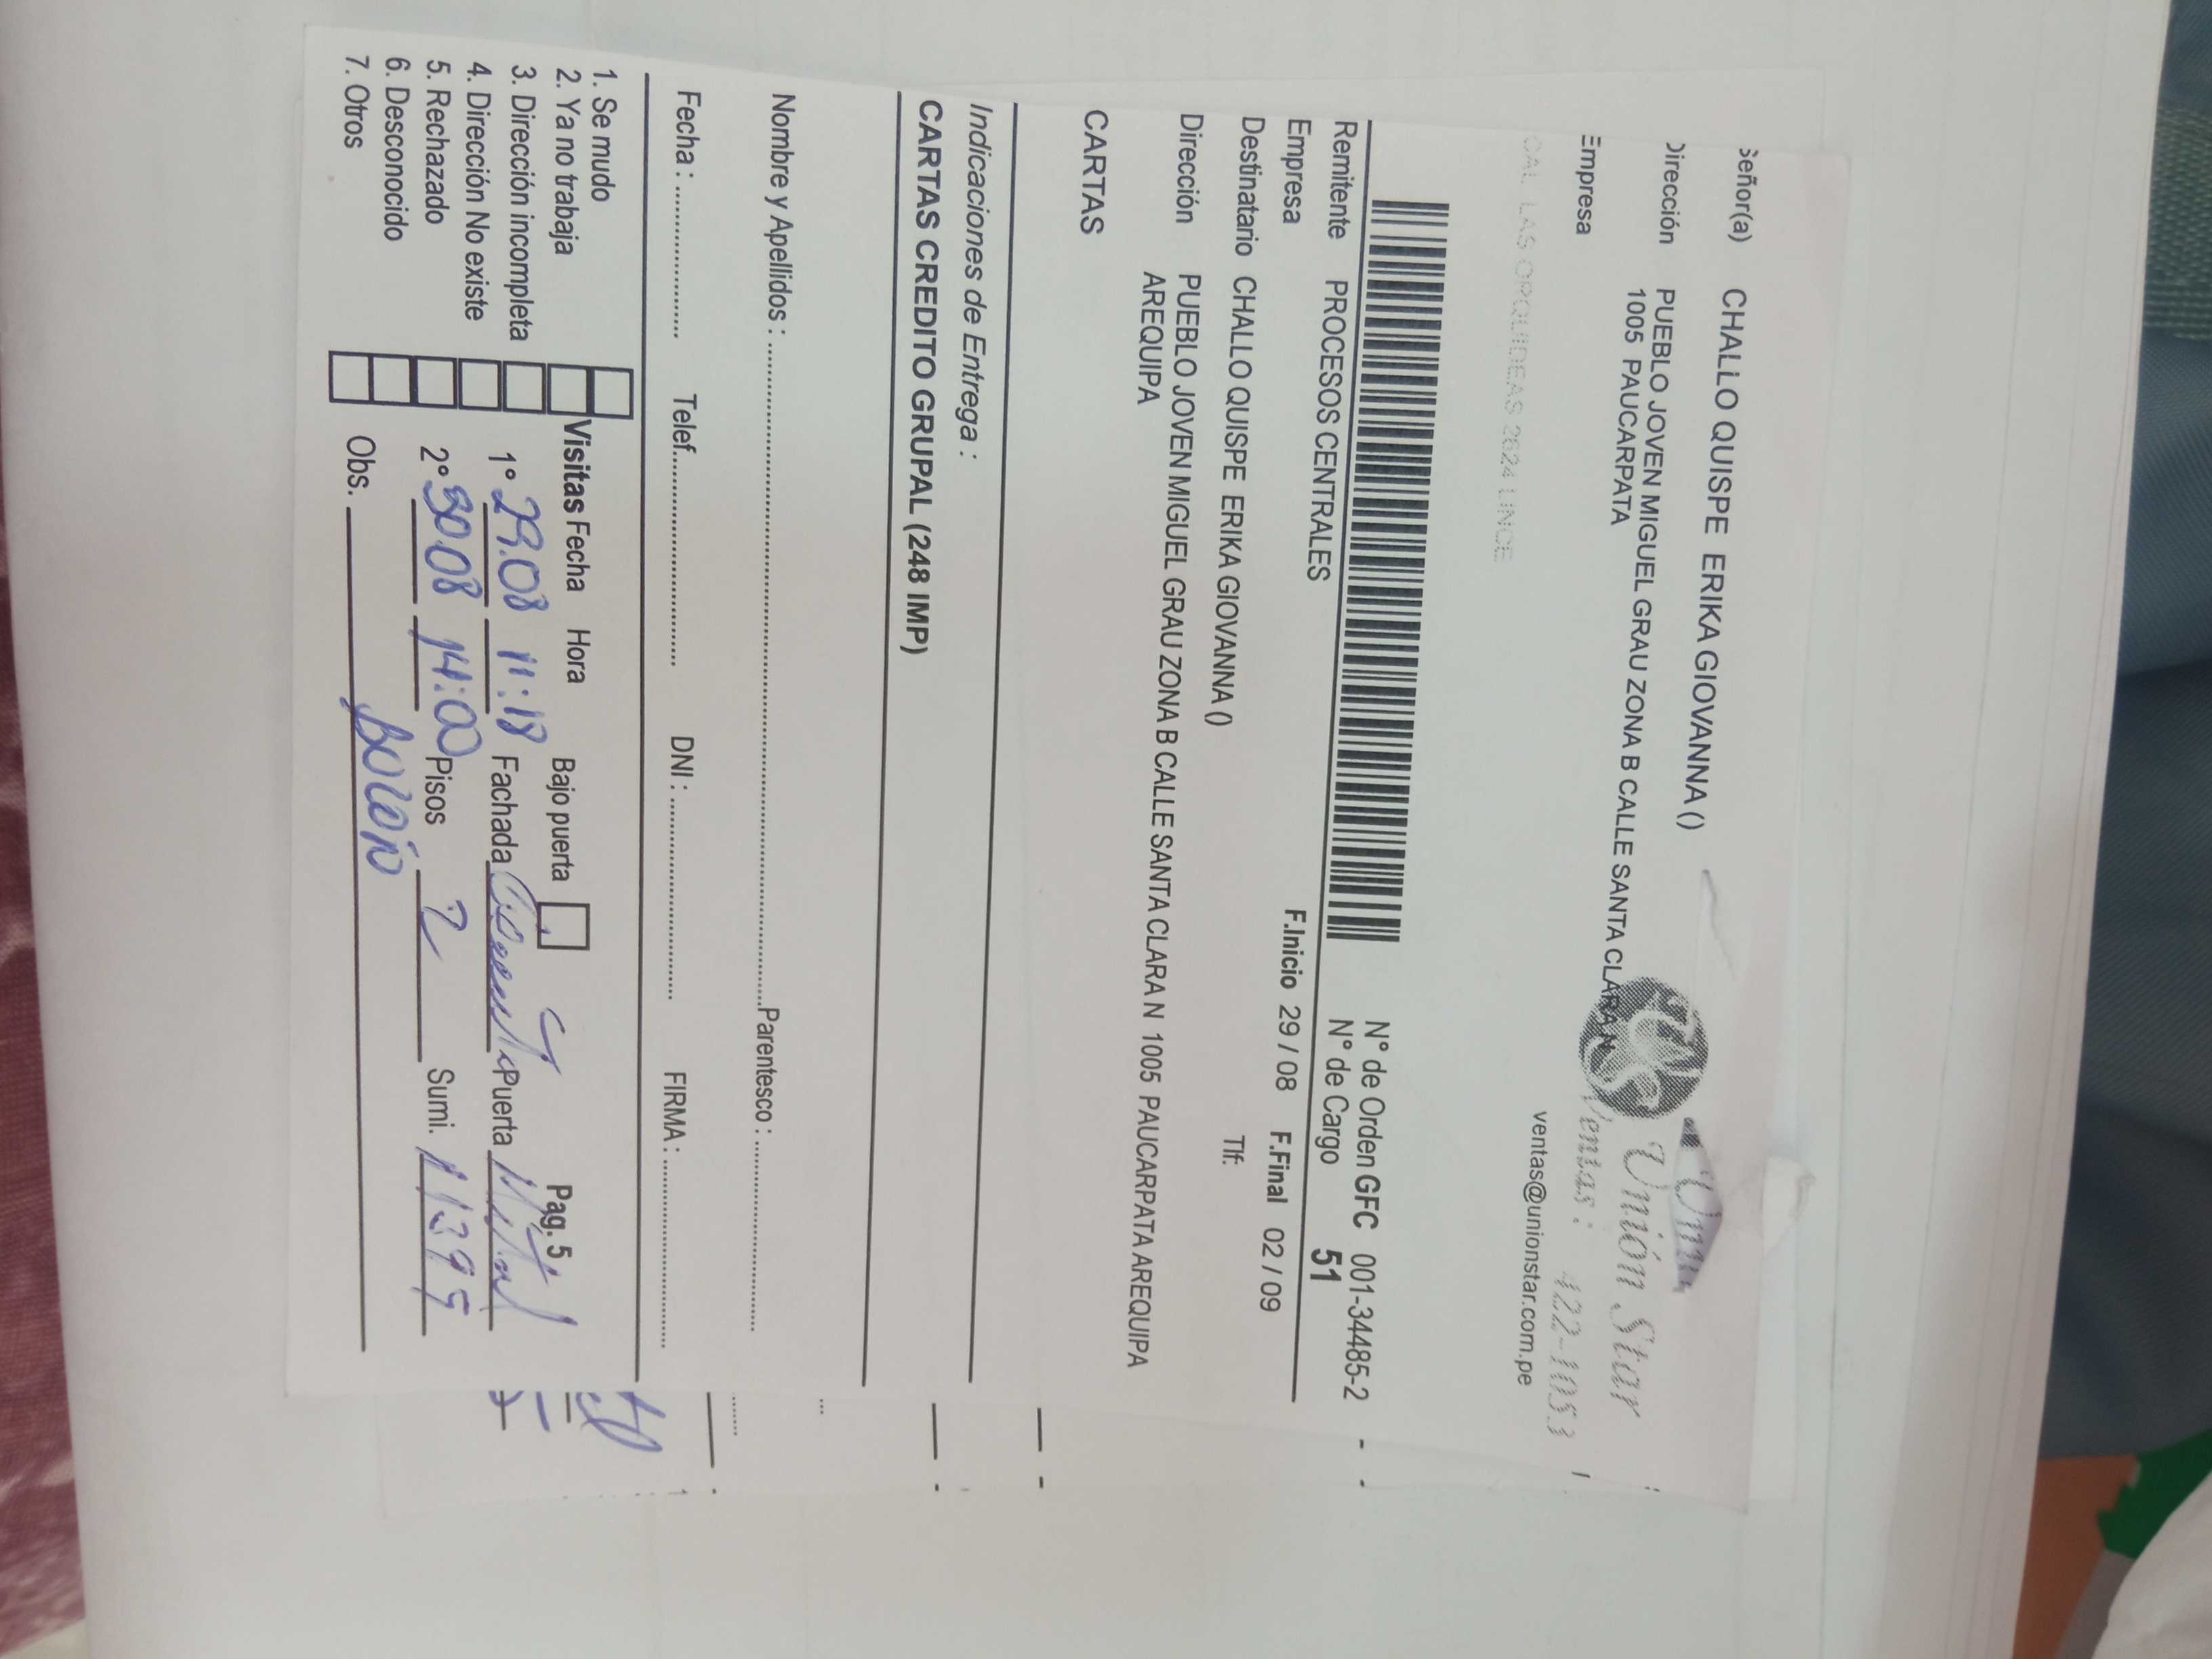 Señor(a) CHALLO QUISPE ERIKA GIOVANNA ()
Dirección PUEBLO JOVEN MIGUEL GRAU ZONA B CALLE SANTA CLARA N
1005 PAUCARPATA
Empresa
Unión Star
Ventas : 422-1053
CAL LAS ORQUIDEAS 2624 LINCE
ventas@unionstar.com.pe
N° de Orden GFC 001-34485-2
N° de Cargo 51
Remitente PROCESOS CENTRALES
Empresa F.Inicio 29 / 08 F.Final 02 / 09
Destinatario CHALLO QUISPE ERIKA GIOVANNA () Tlf:
Dirección PUEBLO JOVEN MIGUEL GRAU ZONA B CALLE SANTA CLARA N 1005 PAUCARPATA AREQUIPA
AREQUIPA
CARTAS
Indicaciones de Entrega :
CARTAS CREDITO GRUPAL (248 IMP)
Nombre y Apellidos : Parentesco :
Fecha : Telef. DNI : FIRMA :
1. Se mudo
2. Ya no trabaja
3. Dirección incompleta
4. Dirección No existe
5. Rechazado
6. Desconocido
7. Otros
Visitas Fecha Hora Bajo puerta Pag. 5
1° 29.08 11:18 Fachada Puerta
2° 30.08 14:00 Pisos 2 Sumi.
Obs.